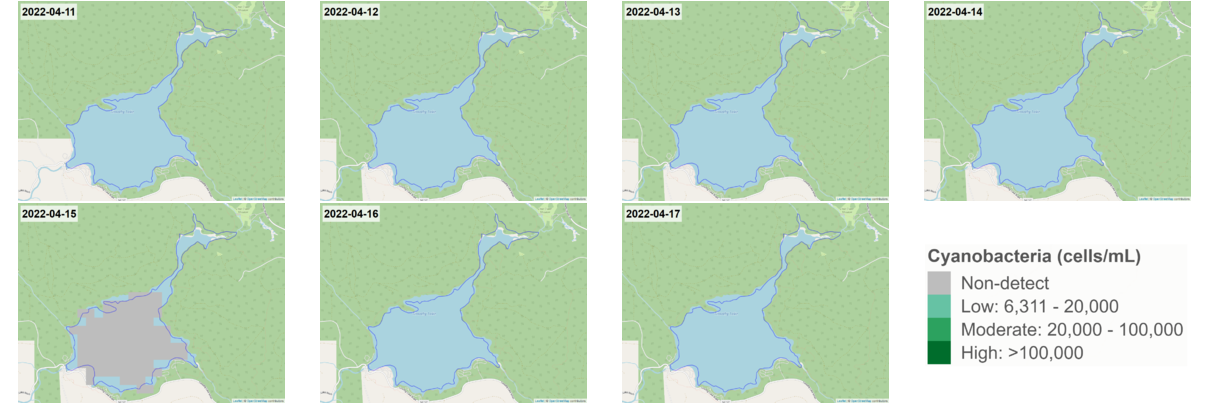 2022-04-11
2022-04-12
2022-04-13
2022-04-14
2022-04-15
2022-04-16
2022-04-17
Cyanobacteria (cells/mL)
Non-detect
Low: 6,311 - 20,000
Moderate: 20,000 - 100,000
High: >100,000